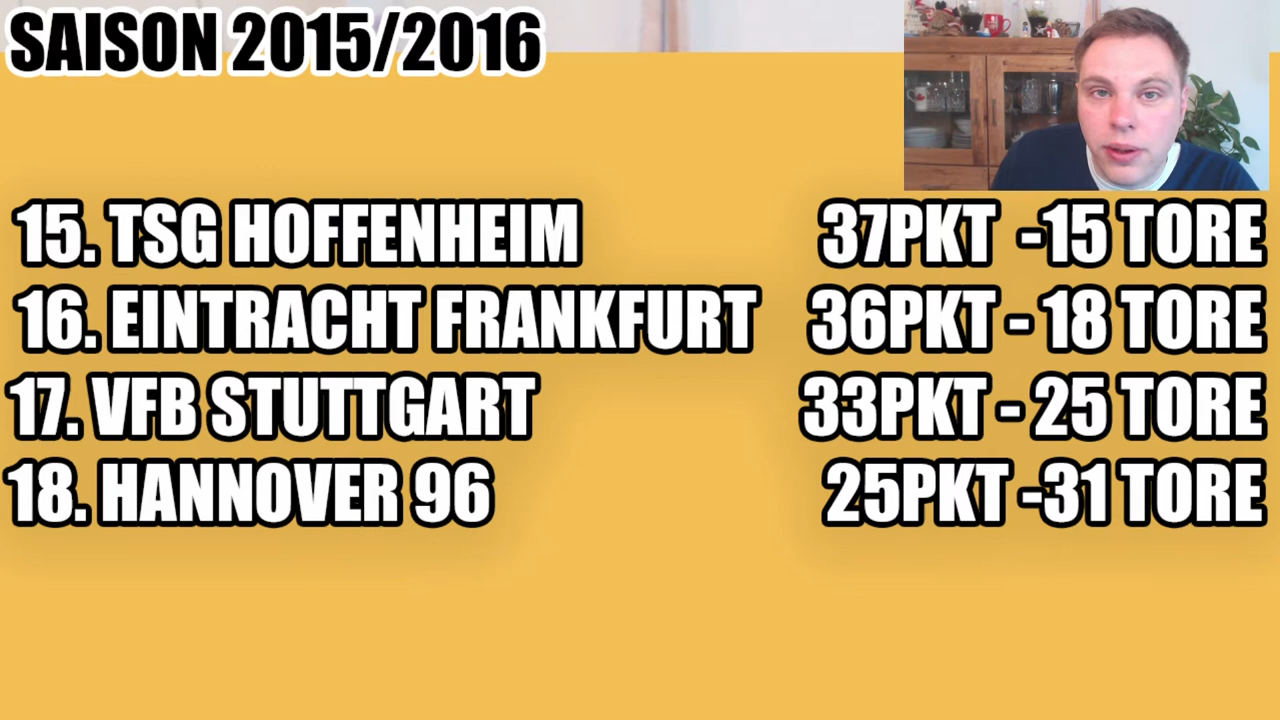 SAISON 2015/2016
15. TSG HOFFENHEIM 37PKT -15 TORE
16. EINTRACHT FRANKFURT 36PKT - 18 TORE
17. VFB STUTTGART 33PKT - 25 TORE
18. HANNOVER 96 25PKT -31 TORE